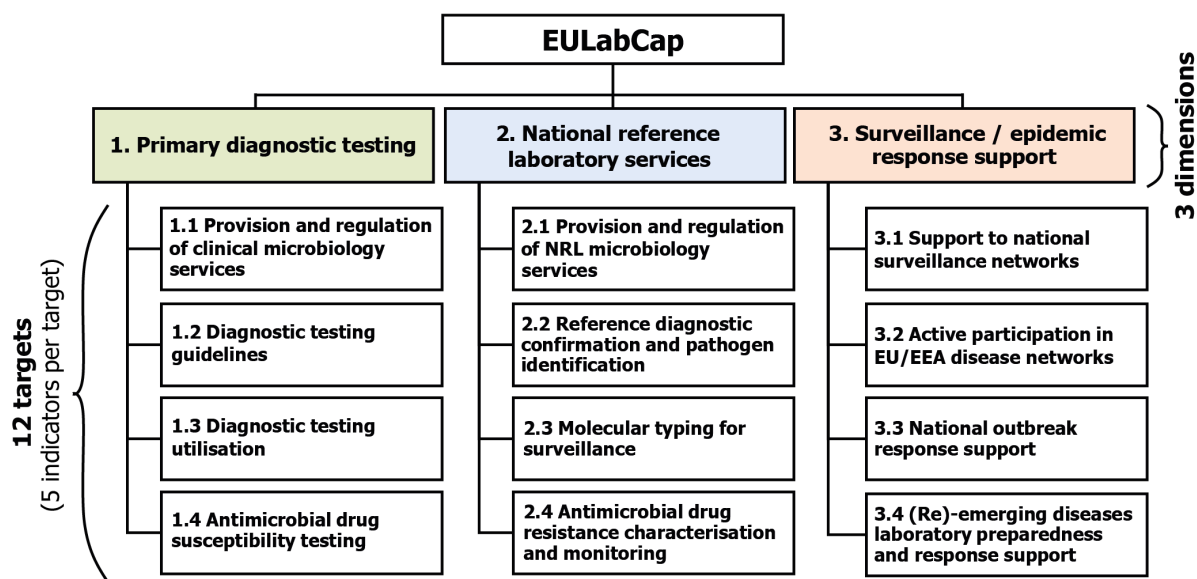 EULabCap
1. Primary diagnostic testing
2. National reference
laboratory services
3. Surveillance / epidemic
response support
3 dimensions
12 targets
(5 indicators per target)
1.1 Provision and regulation
of clinical microbiology
services
1.2 Diagnostic testing
guidelines
1.3 Diagnostic testing
utilisation
1.4 Antimicrobial drug
susceptibility testing
2.1 Provision and regulation
of NRL microbiology
services
2.2 Reference diagnostic
confirmation and pathogen
identification
2.3 Molecular typing for
surveillance
2.4 Antimicrobial drug
resistance characterisation
and monitoring
3.1 Support to national
surveillance networks
3.2 Active participation in
EU/EEA disease networks
3.3 National outbreak
response support
3.4 (Re)-emerging diseases
laboratory preparedness
and response support